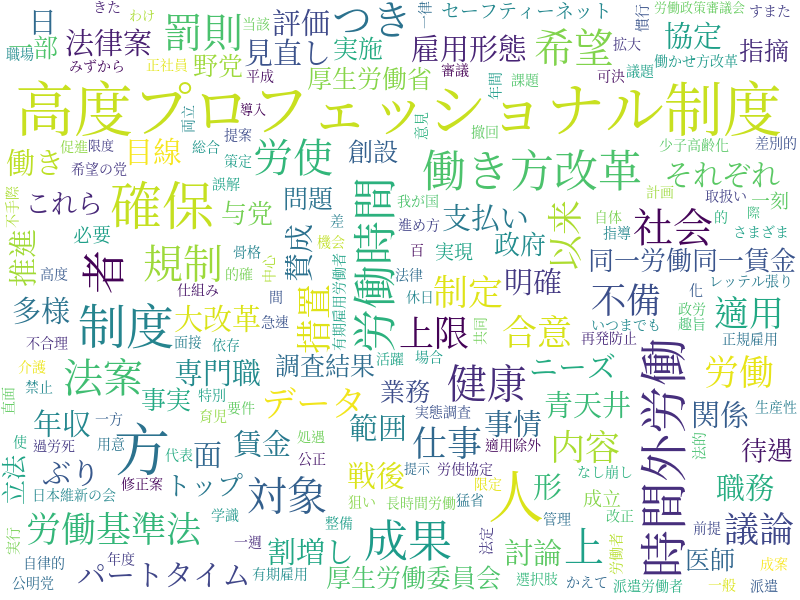 きた わけ 日 つき 評価 当該 一律 セーフティーネット 労働政策審議会 慣行 すまた
職場 部 法律案 罰則 見直し 実施 雇用形態 希望 協定 拡大 指摘
みずから 正社員 野党 平成 厚生労働省 審議 年間 課題 可決 議題 働かせ方改革
高度プロフェッショナル制度
両立 導入 意見 撤回
促進 限度 提案 少子高齢化 差別的
働き 目線 総合 策定 労使 創設 働き方改革 それぞれ
希望の党 誤解 我が国 計画 取扱い 一刻
不手際 これら 確保 与党 問題 労働時間 進め方 支払い 以来 自体 社会 的 際 さまざま
推進 必要 骨格 差 機会 百 実現 政府 指導
者 規制 的確 賛成 法律 同一労働同一賃金
高度 仕組み 中心 間 措置 有期雇用労働者 休日 制定 明確 不備 化 レッテル張り
多様 制度 大改革 急速 上限 共同 合意 いつまでも 政労 趣旨 適用
不合理 面接 依存 活躍 場合 再発防止 正規雇用
介護 法案 専門職 調査結果 健康 ニーズ 時間外労働 労働
直面 禁止 事実 特別 データ 業務 青天井 関係 生産性
年収 一方 育児 要件 範囲 実態調査 事情
過労死 使 用意 方 代表 面 処遇 賃金 公正 仕事 適用除外 内容 法的 待遇
立法 ぶり トップ 戦後 提示 労使協定 人 形 なし崩し
日本維新の会 修正案 対象 狙い 長時間労働 限定 成立 職務
労働基準法 学識 整備 成果 猛省 管理 改正 前提 議論
実行 一週 割増し 法定 討論 上 労働者 医師 成案
自律的 年度 パートタイム
公明党 有期雇用 厚生労働委員会 選択肢 かえて 派遣労働者 一般 派遣